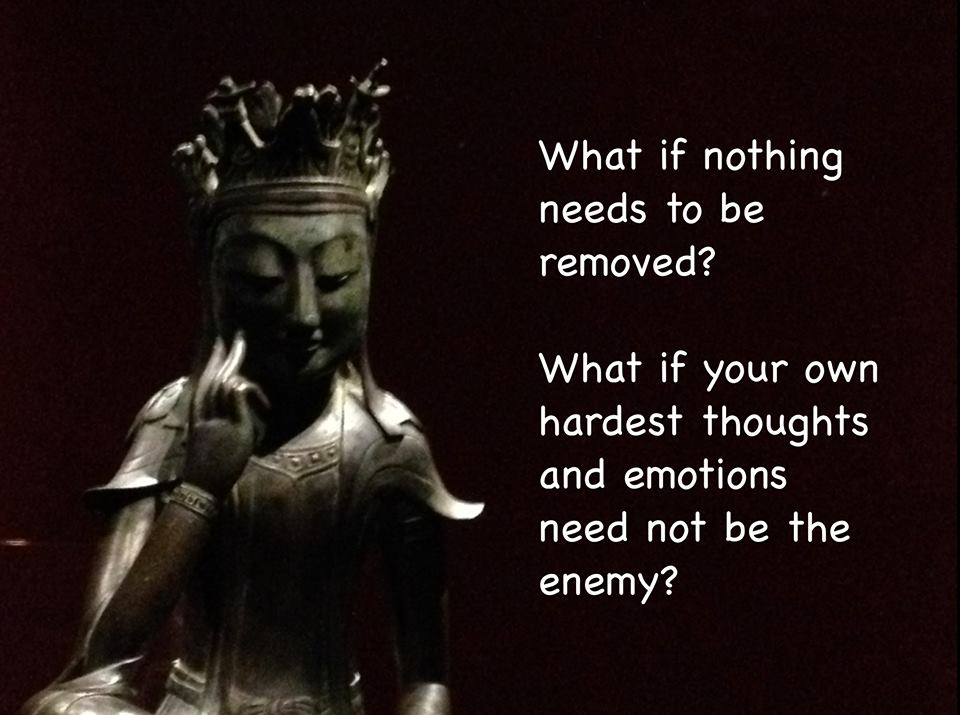 What if nothing
needs to be
removed?
What if your own
hardest thoughts
and emotions
need not be the
enemy?